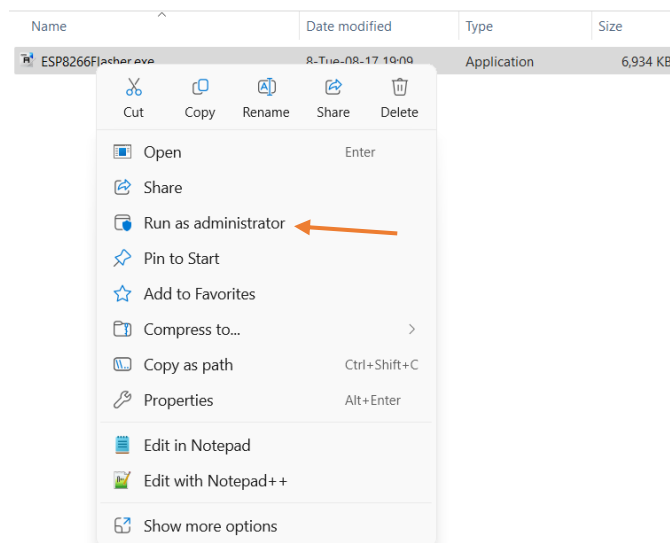 Name Date modified Type Size
ESP8266Flasher.exe 8-Tue-08-17 19:09 Application 6,934 KB
Cut Copy Rename Share Delete
Open Enter
Share
Run as administrator
Pin to Start
Add to Favorites
Compress to...
Copy as path Ctrl+Shift+C
Properties Alt+Enter
Edit in Notepad
Edit with Notepad++
Show more options